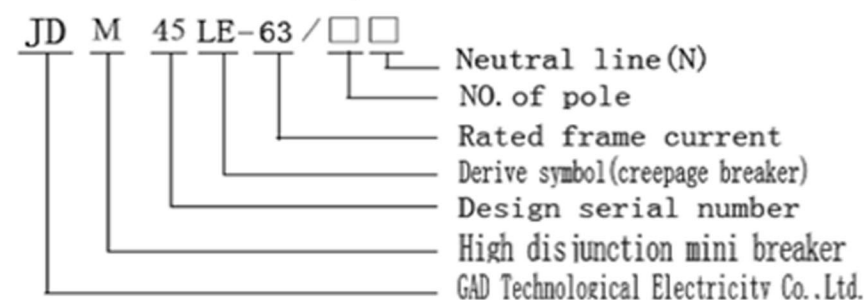 JD M 45 LE-63/□□
Neutral line(N)
NO. of pole
Rated frame current
Derive symbol(creepage breaker)
Design serial number
High disjunction mini breaker
GAD Technological Electricity Co.,Ltd.